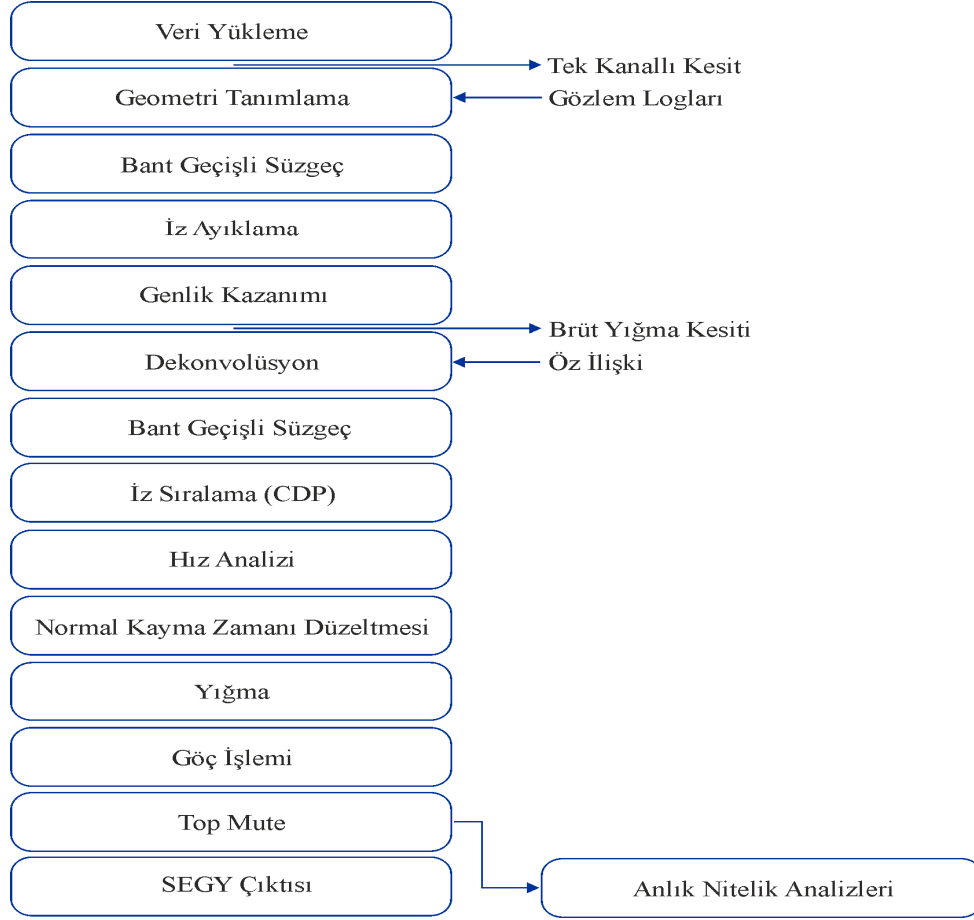 Veri Yükleme
Tek Kanallı Kesit
Geometri Tanımlama
Gözlem Logları
Bant Geçişli Süzgeç
İz Ayıklama
Genlik Kazanımı
Brüt Yığma Kesiti
Dekonvolüsyon
Öz İlişki
Bant Geçişli Süzgeç
İz Sıralama (CDP)
Hız Analizi
Normal Kayma Zamanı Düzeltmesi
Yığma
Göç İşlemi
Top Mute
SEGY Çıktısı
Anlık Nitelik Analizleri